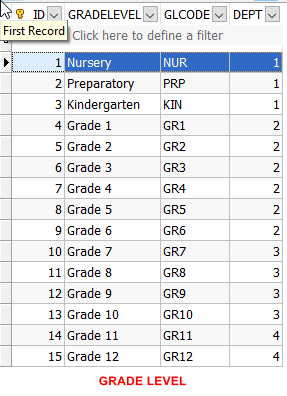 ID GRADELEVEL GLCODE DEPT
First Record Click here to define a filter
1 Nursery NUR 1
2 Preparatory PRP 1
3 Kindergarten KIN 1
4 Grade 1 GR1 2
5 Grade 2 GR2 2
6 Grade 3 GR3 2
7 Grade 4 GR4 2
8 Grade 5 GR5 2
9 Grade 6 GR6 2
10 Grade 7 GR7 3
11 Grade 8 GR8 3
12 Grade 9 GR9 3
13 Grade 10 GR10 3
14 Grade 11 GR11 4
15 Grade 12 GR12 4
GRADE LEVEL